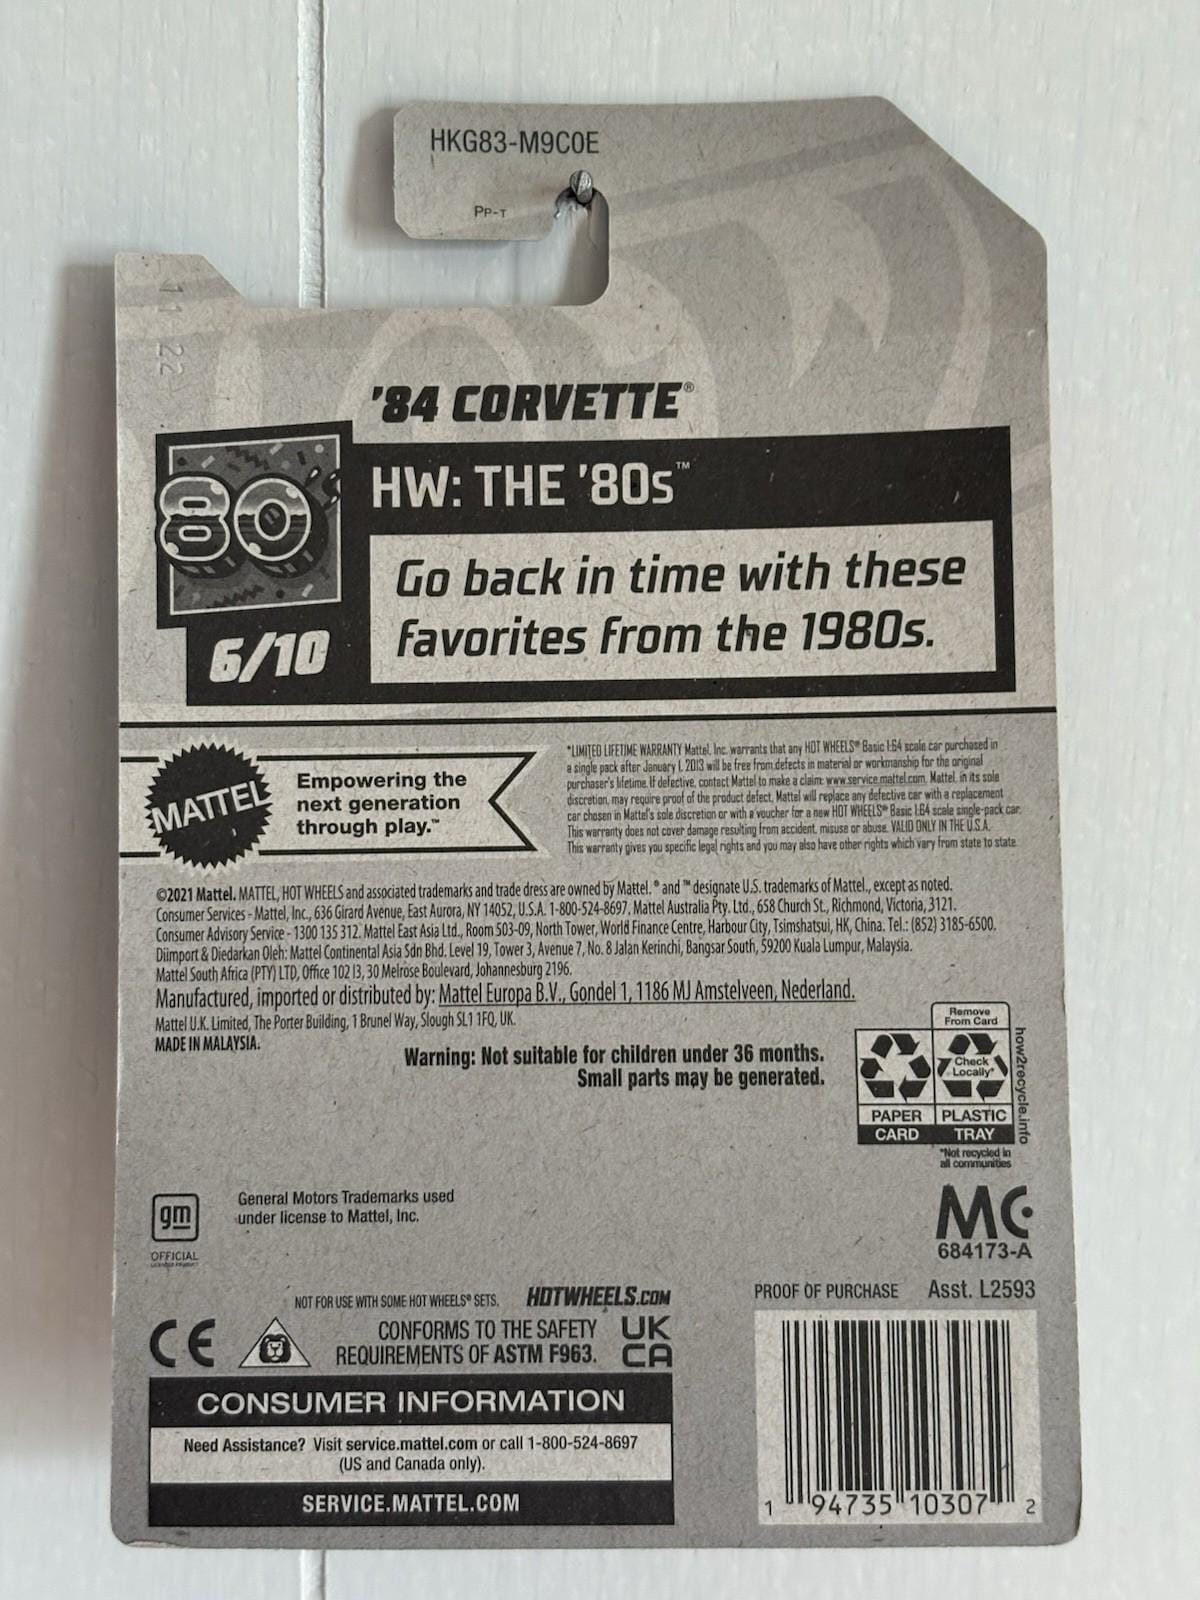 HKG83-M9C0E
PP-T
11 22
'84 CORVETTE®
80's
HW: THE '80s™
Go back in time with these
favorites from the 1980s.
6/10
MATTEL
Empowering the
next generation
through play.™
*LIMITED LIFETIME WARRANTY Mattel, Inc. warrants that any HOT WHEELS® Basic 1:64 scale car purchased in
a single pack after January 1, 2013 will be free from defects in material or workmanship for the original
purchaser's lifetime. If defective, contact Mattel to make a claim: www.service.mattel.com. Mattel, in its sole
discretion, may require proof of the product defect. Mattel will replace any defective car with a replacement
car chosen in Mattel's sole discretion or with a voucher for a new HOT WHEELS® Basic 1:64 scale single-pack car.
This warranty does not cover damage resulting from accident, misuse or abuse. VALID ONLY IN THE U.S.A.
This warranty gives you specific legal rights and you may also have other rights which vary from state to state.
©2021 Mattel. MATTEL, HOT WHEELS and associated trademarks and trade dress are owned by Mattel. ® and ™ designate U.S. trademarks of Mattel., except as noted.
Consumer Services - Mattel, Inc., 636 Girard Avenue, East Aurora, NY 14052, U.S.A. 1-800-524-8697. Mattel Australia Pty. Ltd., 658 Church St., Richmond, Victoria, 3121.
Consumer Advisory Service - 1300 135 312. Mattel East Asia Ltd., Room 503-09, North Tower, World Finance Centre, Harbour City, Tsimshatsui, HK, China. Tel.: (852) 3185-6500.
Diimport & Diedarkan Oleh: Mattel Continental Asia Sdn Bhd. Level 19, Tower 3, Avenue 7, No. 8 Jalan Kerinchi, Bangsar South, 59200 Kuala Lumpur, Malaysia.
Mattel South Africa (PTY) LTD, Office 102 I3, 30 Melrose Boulevard, Johannesburg 2196.
Manufactured, imported or distributed by: Mattel Europa B.V., Gondel 1, 1186 MJ Amstelveen, Nederland.
Mattel U.K. Limited, The Porter Building, 1 Brunel Way, Slough SL1 1FQ, UK.
MADE IN MALAYSIA.
Warning: Not suitable for children under 36 months.
Small parts may be generated.
Remove
From Card
Check
Locally*
PAPER
CARD
PLASTIC
TRAY
how2recycle.info
*Not recycled in
all communities
gm
OFFICIAL
LICENSED PRODUCT
General Motors Trademarks used
under license to Mattel, Inc.
MC
684173-A
NOT FOR USE WITH SOME HOT WHEELS® SETS.
HOTWHEELS.COM
PROOF OF PURCHASE
Asst. L2593
CE
CONFORMS TO THE SAFETY
REQUIREMENTS OF ASTM F963.
UK
CA
CONSUMER INFORMATION
Need Assistance? Visit service.mattel.com or call 1-800-524-8697
(US and Canada only).
SERVICE.MATTEL.COM
1 94735 10307 2